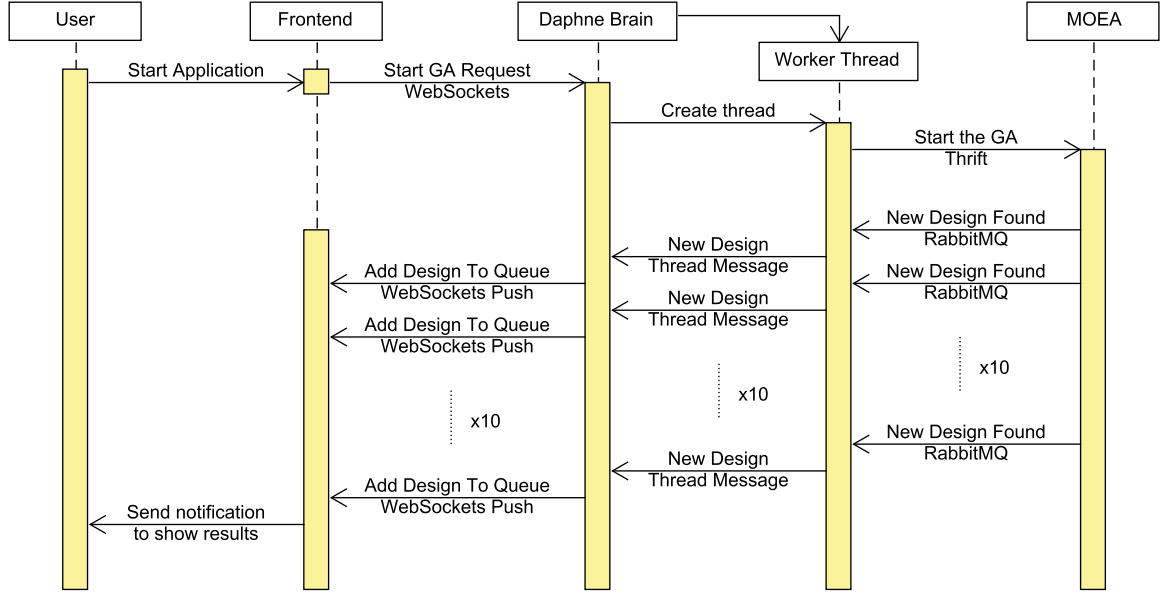 User
Frontend
Daphne Brain
MOEA
Worker Thread
Start Application
Start GA Request
WebSockets
Create thread
Start the GA
Thrift
New Design Found
RabbitMQ
New Design
Thread Message
Add Design To Queue
WebSockets Push
New Design Found
RabbitMQ
New Design
Thread Message
Add Design To Queue
WebSockets Push
x10
x10
x10
New Design Found
RabbitMQ
New Design
Thread Message
Add Design To Queue
WebSockets Push
Send notification
to show results